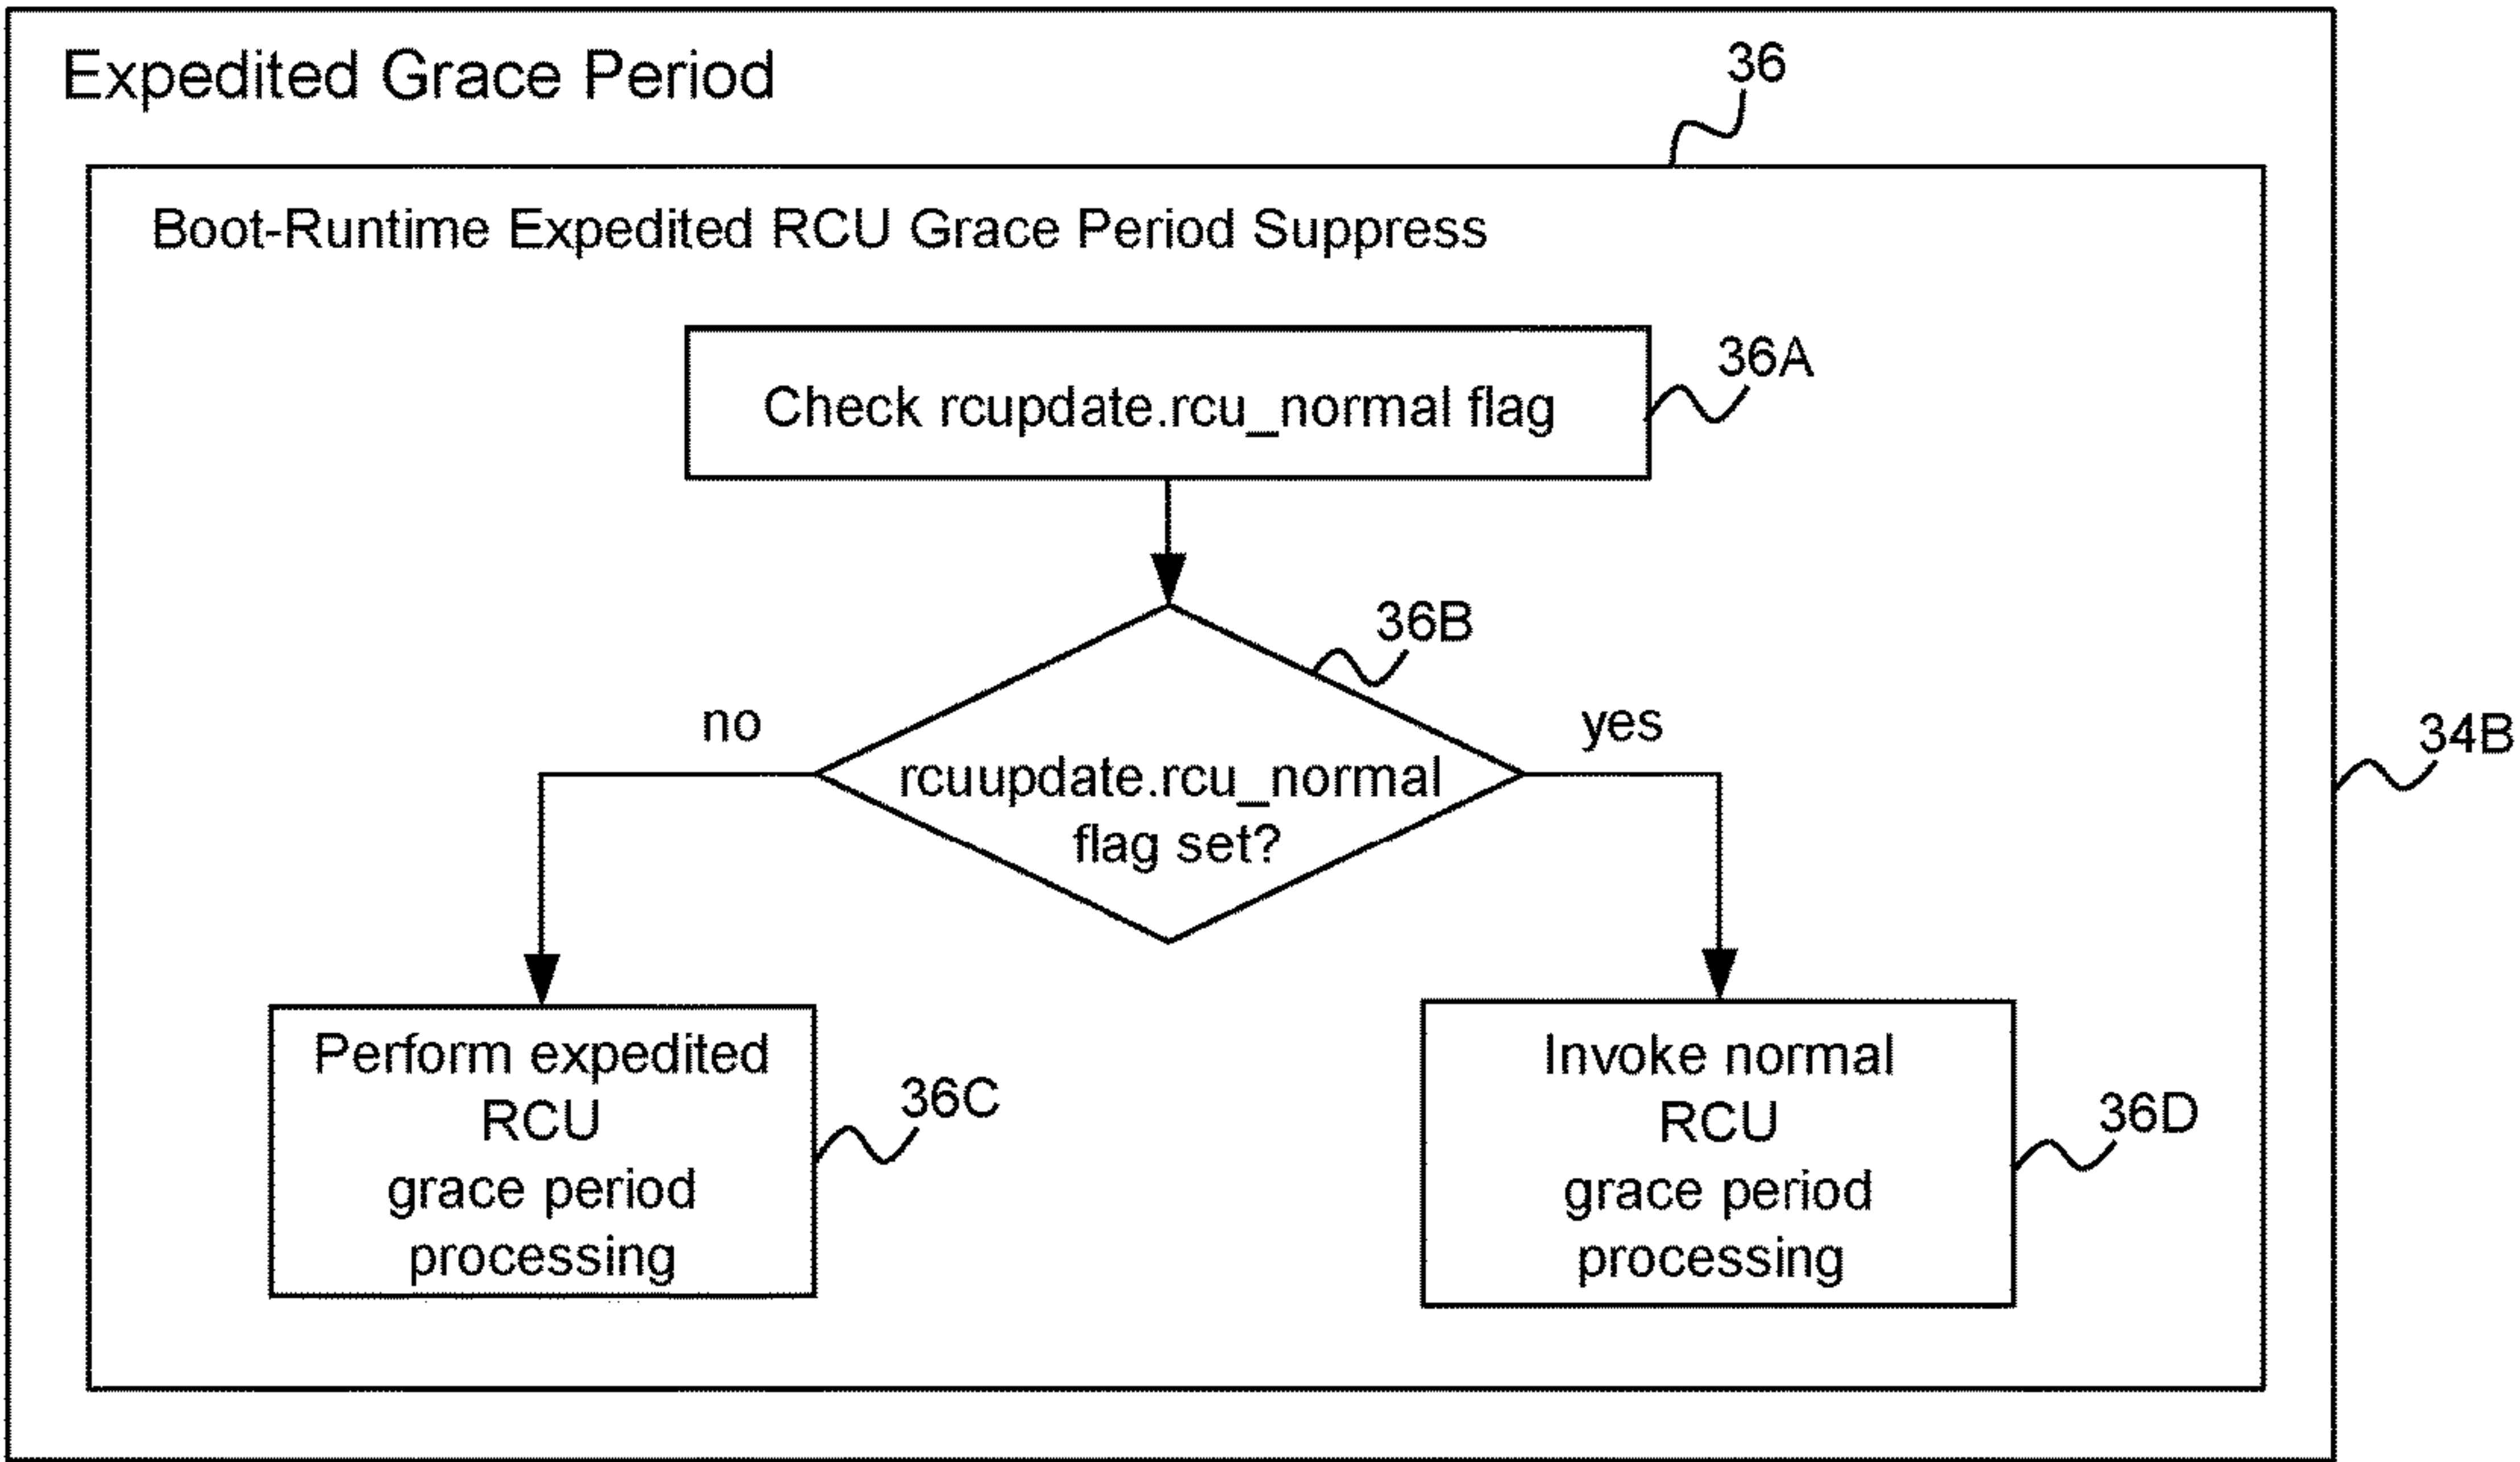 Expedited Grace Period
36
Boot-Runtime Expedited RCU Grace Period Suppress
36A
Check rcupdate.rcu_normal flag
36B
no
yes
34B
rcuupdate.rcu_normal
flag set?
Perform expedited
RCU
grace period
processing
36C
Invoke normal
RCU
grace period
processing
36D